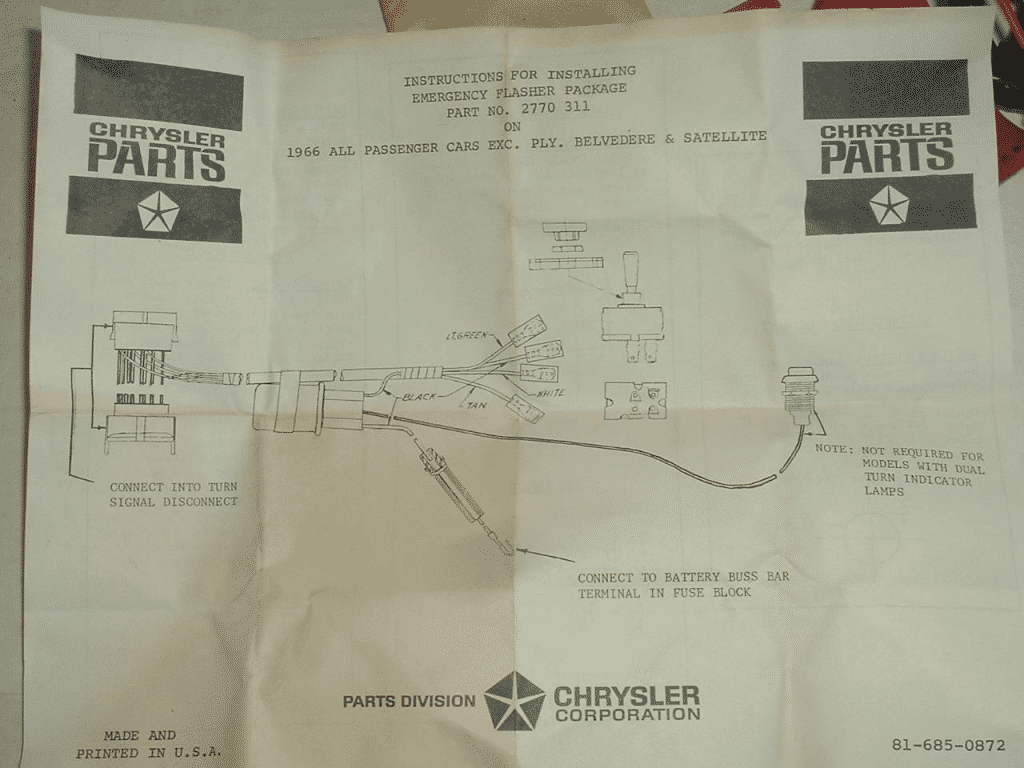 INSTRUCTIONS FOR INSTALLING
EMERGENCY FLASHER PACKAGE
PART NO. 2770 311
ON
1966 ALL PASSENGER CARS EXC. PLY. BELVEDERE & SATELLITE
CHRYSLER
PARTS
CHRYSLER
PARTS
LT.GREEN
BLACK
TAN
WHITE
CONNECT INTO TURN
SIGNAL DISCONNECT
NOTE: NOT REQUIRED FOR
MODELS WITH DUAL
TURN INDICATOR
LAMPS
CONNECT TO BATTERY BUSS BAR
TERMINAL IN FUSE BLOCK
PARTS DIVISION
CHRYSLER
CORPORATION
MADE AND
PRINTED IN U.S.A.
81-685-0872